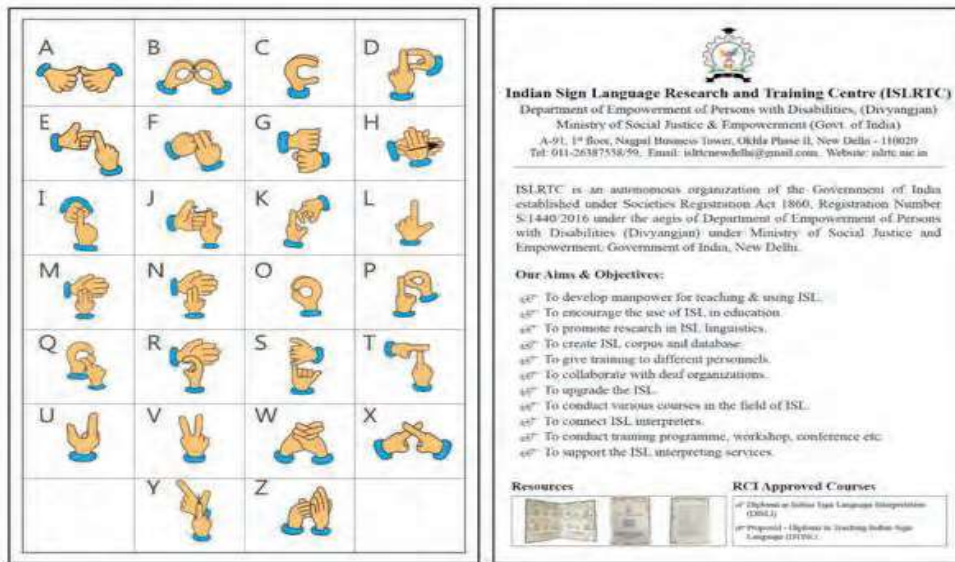 A B C D
E F G H
I J K L
M N O P
Q R S T
U V W X
Y Z
Indian Sign Language Research and Training Centre (ISLRTC)
Department of Empowerment of Persons with Disabilities, (Divyangjan)
Ministry of Social Justice & Empowerment (Govt. of India)
A-91, 1st floor, Nagpal Business Tower, Okhla Phase II, New Delhi - 110020
Tel: 011-26387558/59, Email: islrtcnewdelhi@gmail.com, Website: islrtc.nic.in
ISLRTC is an autonomous organization of the Government of India
established under Societies Registration Act 1860, Registration Number
S/1440/2016 under the aegis of Department of Empowerment of Persons
with Disabilities (Divyangjan) under Ministry of Social Justice and
Empowerment, Government of India, New Delhi.
Our Aims & Objectives:
To develop manpower for teaching & using ISL.
To encourage the use of ISL in education.
To promote research in ISL linguistics.
To create ISL corpus and database.
To give training to different personnels.
To collaborate with deaf organizations.
To upgrade the ISL.
To conduct various courses in the field of ISL.
To connect ISL interpreters.
To conduct training programme, workshop, conference etc.
To support the ISL interpreting services.
Resources
RCI Approved Courses
Diploma in Indian Sign Language Interpretation
(DISLI)
Proposed - Diploma in Teaching Indian Sign
Language